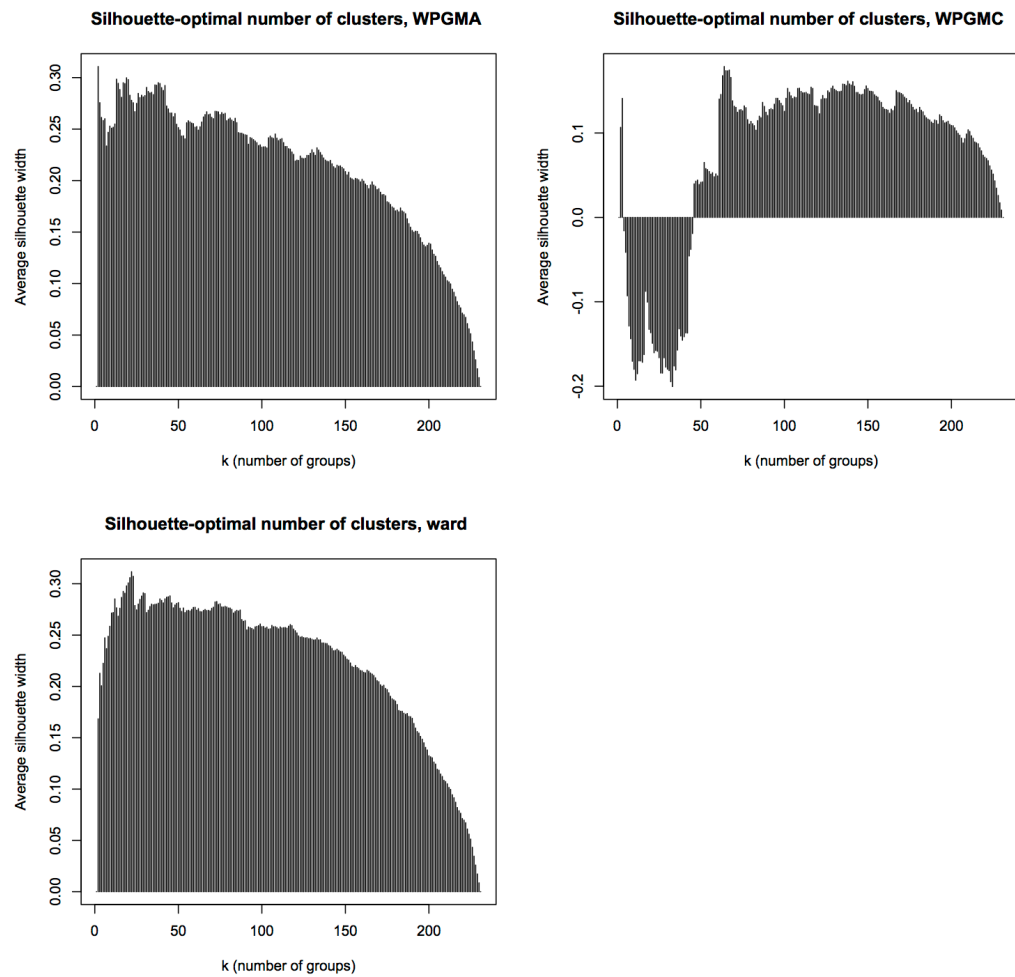 Silhouette-optimal number of clusters, WPGMA
Average silhouette width
0.30
0.25
0.20
0.15
0.10
0.05
0.00
0 50 100 150 200
k (number of groups)
Silhouette-optimal number of clusters, WPGMC
Average silhouette width
0.1
0.0
-0.1
-0.2
0 50 100 150 200
k (number of groups)
Silhouette-optimal number of clusters, ward
Average silhouette width
0.30
0.25
0.20
0.15
0.10
0.05
0.00
0 50 100 150 200
k (number of groups)